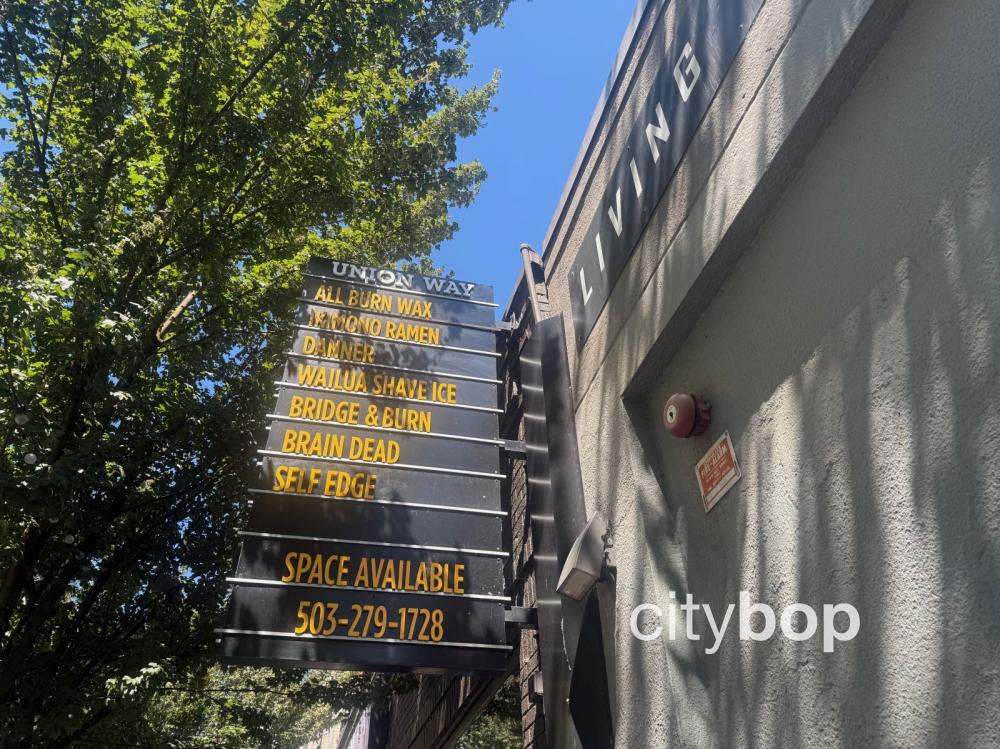 UNION WAY
ALL BURN WAX
DANNER
WAILUA SHAVE ICE
BRIDGE & BURN
BRAIN DEAD
SELF EDGE
SPACE AVAILABLE
503-279-1728
RAMEN
LIVING
citybop